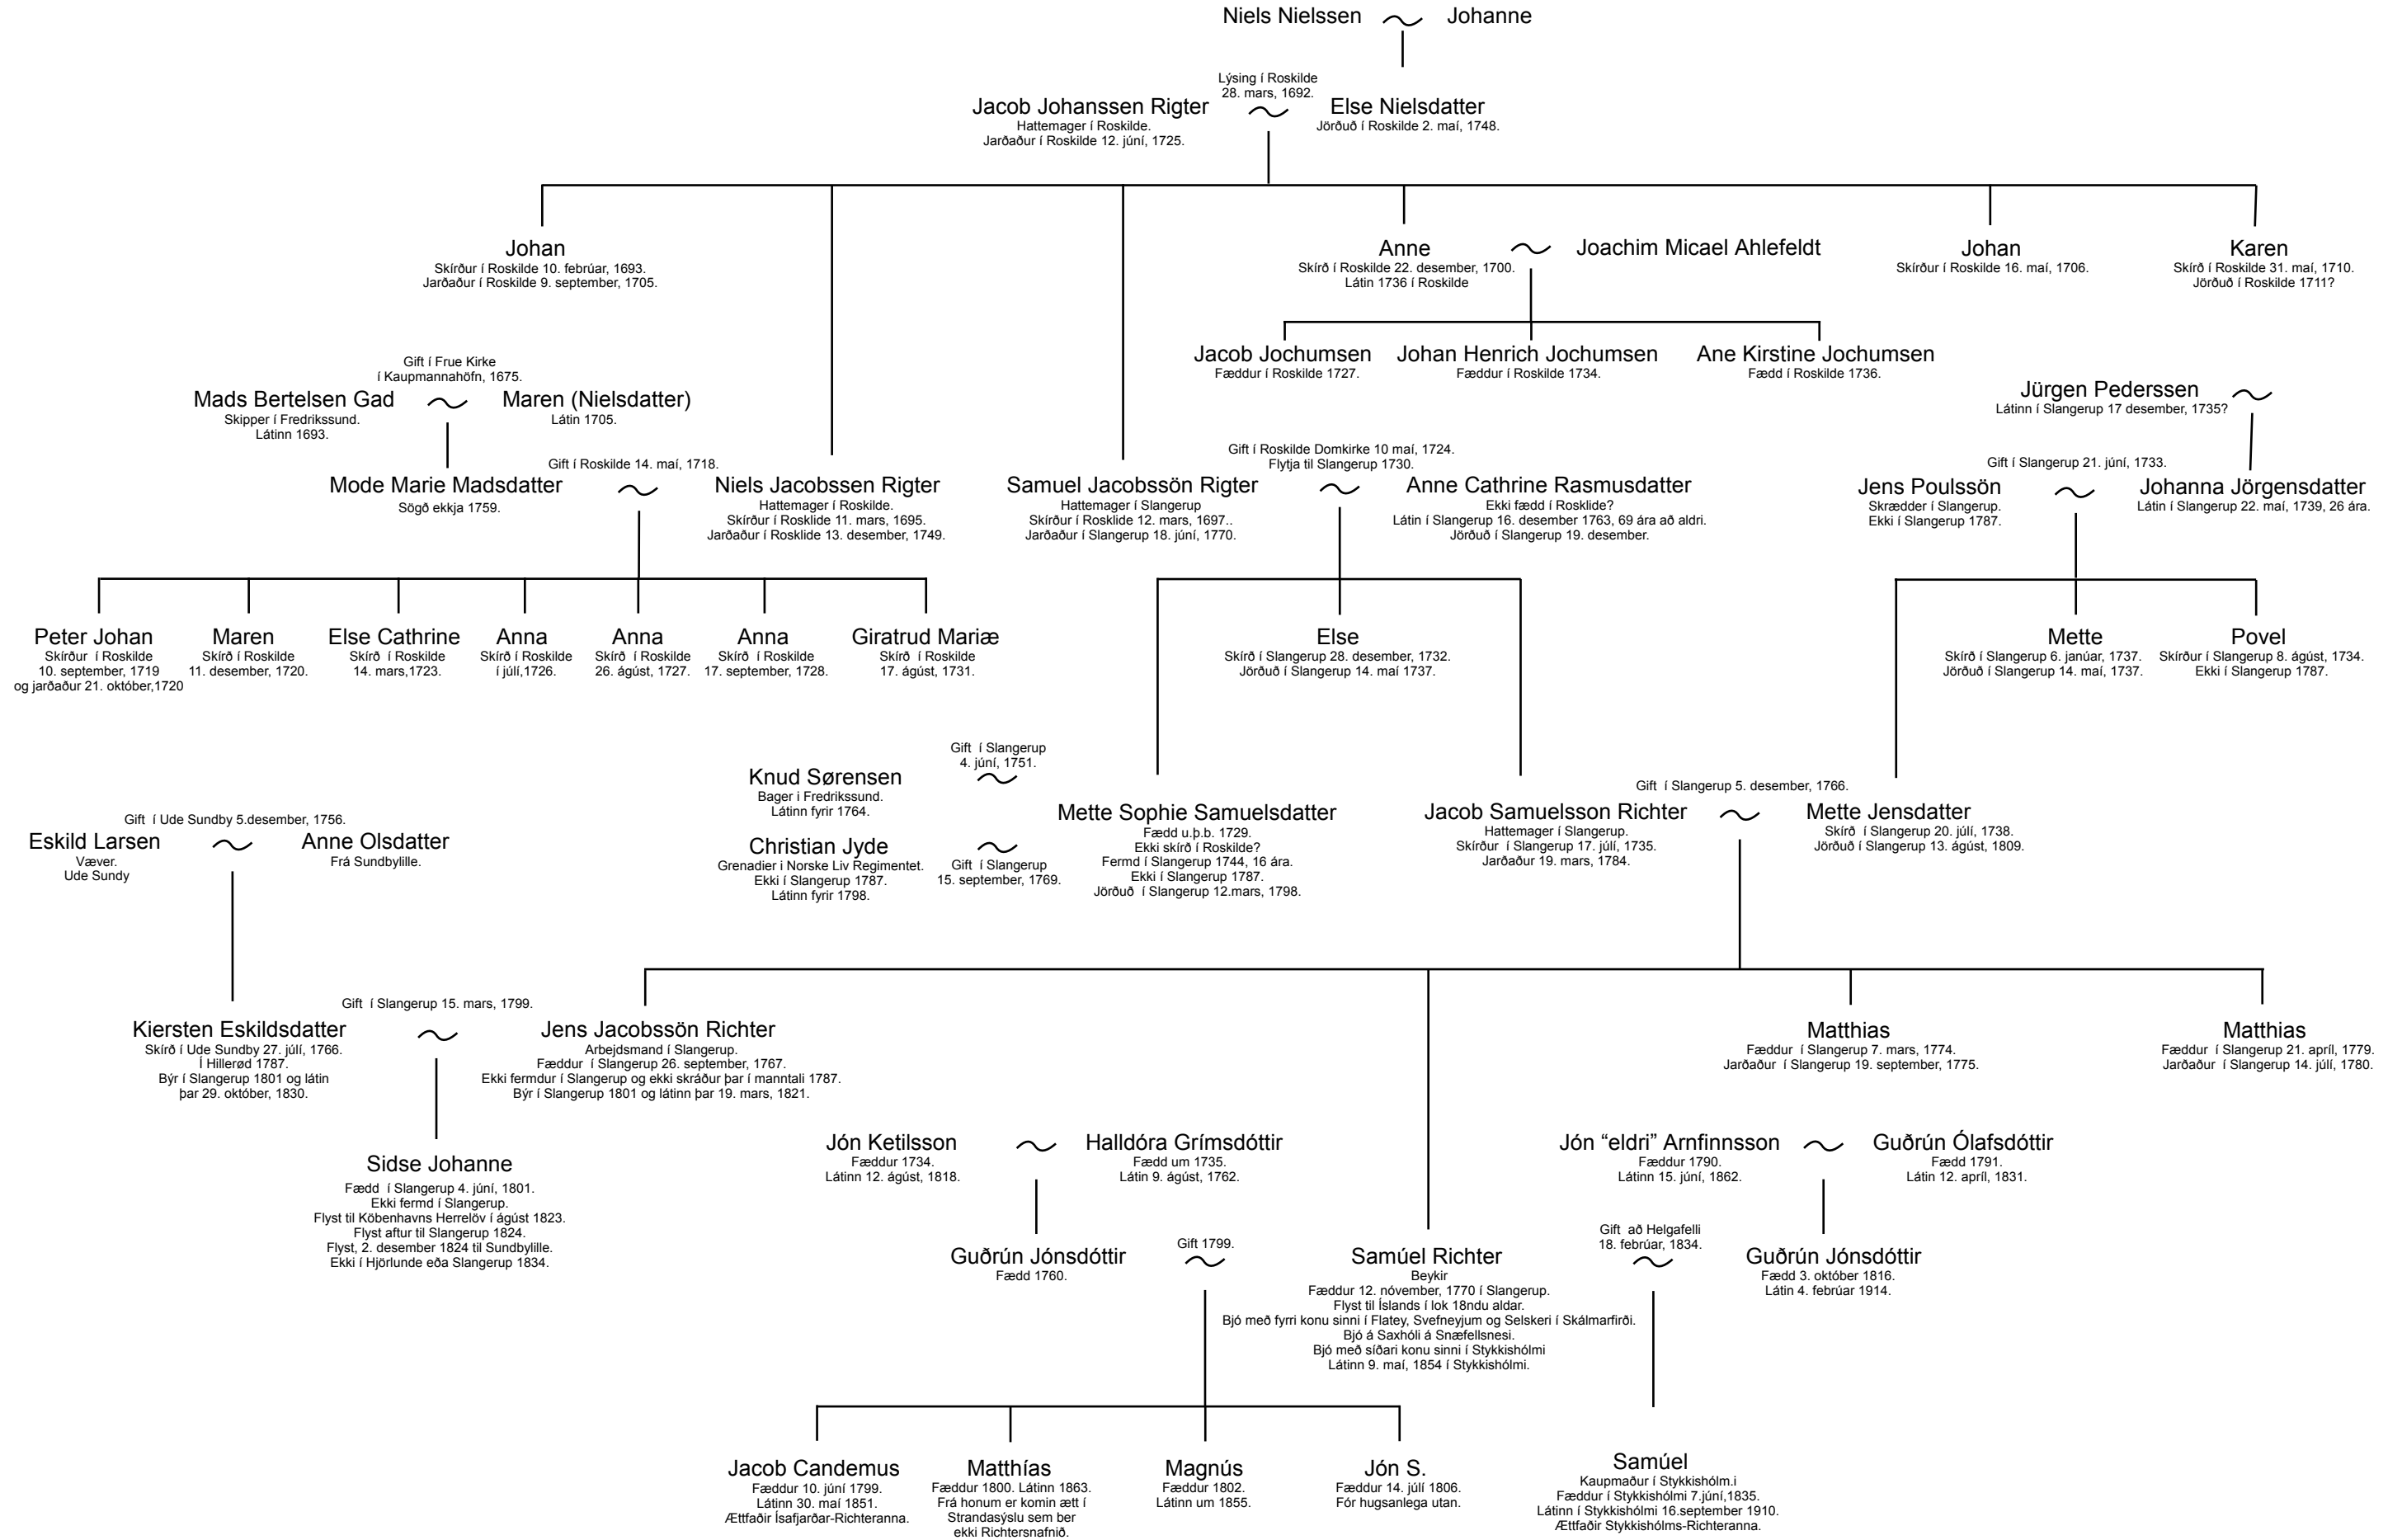 Niels Nielssen
Johanne
Lýsing í Roskilde
28. mars, 1692.
Jacob Johanssen Rigter
Hattemager í Roskilde.
Jarðaður í Roskilde 12. júní, 1725.
Else Nielsdatter
Jörðuð í Roskilde 2. maí, 1748.
Johan
Skírður í Roskilde 10. febrúar, 1693.
Jarðaður í Roskilde 9. september, 1705.
Anne
Skírð í Roskilde 22. desember, 1700.
Látin 1736 í Roskilde
Joachim Micael Ahlefeldt
Johan
Skírður í Roskilde 16. maí, 1706.
Karen
Skírð í Roskilde 31. maí, 1710.
Jörðuð í Roskilde 1711?
Jacob Jochumsen
Fæddur í Roskilde 1727.
Johan Henrich Jochumsen
Fæddur í Roskilde 1734.
Ane Kirstine Jochumsen
Fædd í Roskilde 1736.
Gift í Frue Kirke
í Kaupmannahöfn, 1675.
Mads Bertelsen Gad
Skipper í Fredrikssund.
Látinn 1693.
Maren (Nielsdatter)
Látin 1705.
Jürgen Pederssen
Látinn í Slangerup 17 desember, 1735?
Gift í Roskilde 14. maí, 1718.
Mode Marie Madsdatter
Sögð ekkja 1759.
Niels Jacobssen Rigter
Hattemager í Roskilde.
Skírður í Rosklide 11. mars, 1695.
Jarðaður í Rosklide 13. desember, 1749.
Gift í Roskilde Domkirke 10 maí, 1724.
Flytja til Slangerup 1730.
Samuel Jacobssön Rigter
Hattemager í Slangerup
Skírður í Rosklide 12. mars, 1697..
Jarðaður í Slangerup 18. júní, 1770.
Anne Cathrine Rasmusdatter
Ekki fædd í Rosklide?
Látin í Slangerup 16. desember 1763, 69 ára að aldri.
Jörðuð í Slangerup 19. desember.
Gift í Slangerup 21. júní, 1733.
Jens Poulssön
Skrædder í Slangerup.
Ekki í Slangerup 1787.
Johanna Jörgensdatter
Látin í Slangerup 22. maí, 1739, 26 ára.
Peter Johan
Skírður í Roskilde
10. september, 1719
og jarðaður 21. október,1720
Maren
Skírð í Roskilde
11. desember, 1720.
Else Cathrine
Skírð í Roskilde
14. mars,1723.
Anna
Skírð í Roskilde
í júlí,1726.
Anna
Skírð í Roskilde
26. ágúst, 1727.
Anna
Skírð í Roskilde
17. september, 1728.
Giratrud Mariæ
Skírð í Roskilde
17. ágúst, 1731.
Else
Skírð í Slangerup 28. desember, 1732.
Jörðuð í Slangerup 14. maí 1737.
Mette
Skírð í Slangerup 6. janúar, 1737.
Jörðuð í Slangerup 14. maí, 1737.
Povel
Skírður í Slangerup 8. ágúst, 1734.
Ekki í Slangerup 1787.
Gift í Slangerup
4. júní, 1751.
Knud Sørensen
Bager i Fredrikssund.
Látinn fyrir 1764.
Christian Jyde
Grenadier i Norske Liv Regimentet.
Ekki í Slangerup 1787.
Látinn fyrir 1798.
Gift í Slangerup
15. september, 1769.
Mette Sophie Samuelsdatter
Fædd u.þ.b. 1729.
Ekki skírð í Roskilde?
Fermd í Slangerup 1744, 16 ára.
Ekki í Slangerup 1787.
Jörðuð í Slangerup 12.mars, 1798.
Jacob Samuelsson Richter
Hattemager í Slangerup.
Skírður í Slangerup 17. júlí, 1735.
Jarðaður 19. mars, 1784.
Gift í Slangerup 5. desember, 1766.
Mette Jensdatter
Skírð í Slangerup 20. júlí, 1738.
Jörðuð í Slangerup 13. ágúst, 1809.
Gift í Ude Sundby 5.desember, 1756.
Eskild Larsen
Væver.
Ude Sundy
Anne Olsdatter
Frá Sundbylille.
Gift í Slangerup 15. mars, 1799.
Kiersten Eskildsdatter
Skírð í Ude Sundby 27. júlí, 1766.
Í Hillerød 1787.
Býr í Slangerup 1801 og látin
þar 29. október, 1830.
Jens Jacobssön Richter
Arbejdsmand í Slangerup.
Fæddur í Slangerup 26. september, 1767.
Ekki fermdur í Slangerup og ekki skráður þar í manntali 1787.
Býr í Slangerup 1801 og látinn þar 19. mars, 1821.
Matthias
Fæddur í Slangerup 7. mars, 1774.
Jarðaður í Slangerup 19. september, 1775.
Matthias
Fæddur í Slangerup 21. apríl, 1779.
Jarðaður í Slangerup 14. júlí, 1780.
Sidse Johanne
Fædd í Slangerup 4. júní, 1801.
Ekki fermd í Slangerup.
Flyst til Köbenhavns Herrelöv í ágúst 1823.
Flyst aftur til Slangerup 1824.
Flyst, 2. desember 1824 til Sundbylille.
Ekki í Hjörlunde eða Slangerup 1834.
Jón Ketilsson
Fæddur 1734.
Látinn 12. ágúst, 1818.
Halldóra Grímsdóttir
Fædd um 1735.
Látin 9. ágúst, 1762.
Jón “eldri” Arnfinnsson
Fæddur 1790.
Látinn 15. júní, 1862.
Guðrún Ólafsdóttir
Fædd 1791.
Látin 12. apríl, 1831.
Guðrún Jónsdóttir
Fædd 1760.
Gift 1799.
Samúel Richter
Beykir
Fæddur 12. nóvember, 1770 í Slangerup.
Flyst til Íslands í lok 18ndu aldar.
Bjó með fyrri konu sinni í Flatey, Svefneyjum og Selskeri í Skálmarfirði.
Bjó á Saxhóli á Snæfellsnesi.
Bjó með síðari konu sinni í Stykkishólmi
Látinn 9. maí, 1854 í Stykkishólmi.
Gift að Helgafelli
18. febrúar, 1834.
Guðrún Jónsdóttir
Fædd 3. október 1816.
Látin 4. febrúar 1914.
Jacob Candemus
Fæddur 10. júní 1799.
Látinn 30. maí 1851.
Ættfaðir Ísafjarðar-Richteranna.
Matthías
Fæddur 1800. Látinn 1863.
Frá honum er komin ætt í
Strandasýslu sem ber
ekki Richtersnafnið.
Magnús
Fæddur 1802.
Látinn um 1855.
Jón S.
Fæddur 14. júlí 1806.
Fór hugsanlega utan.
Samúel
Kaupmaður í Stykkishólm.i
Fæddur í Stykkishólmi 7.júní,1835.
Látinn í Stykkishólmi 16.september 1910.
Ættfaðir Stykkishólms-Richteranna.